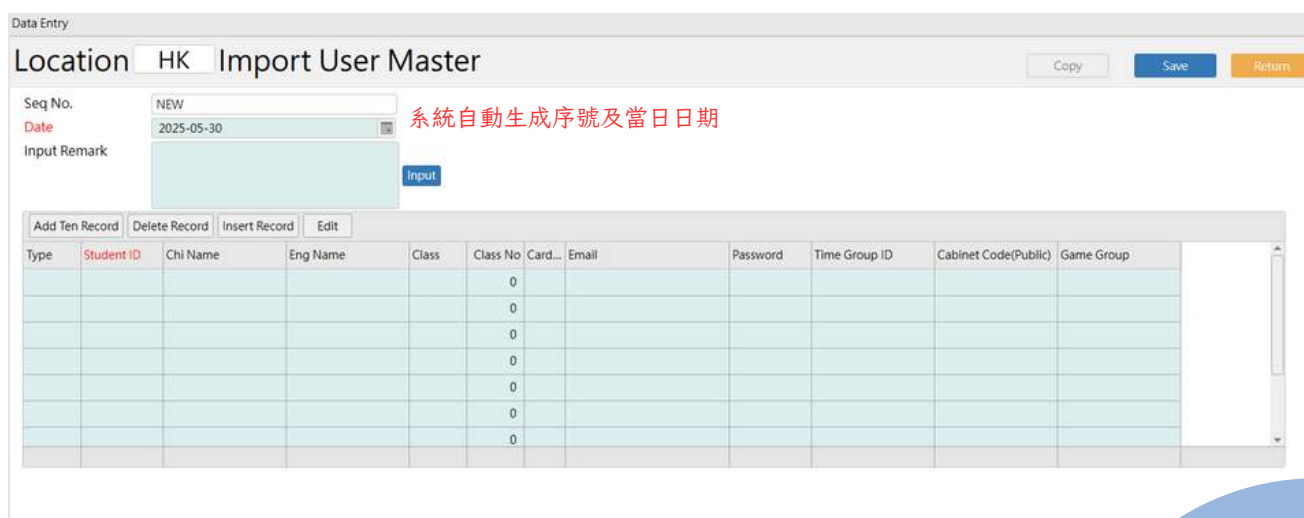 Data Entry
Location HK Import User Master
Copy Save Return
Seq No. NEW
Date 2025-05-30 系統自動生成序號及當日日期
Input Remark
Input
Add Ten Record Delete Record Insert Record Edit
Type Student ID Chi Name Eng Name Class Class No Card... Email Password Time Group ID Cabinet Code(Public) Game Group
0
0
0
0
0
0
0